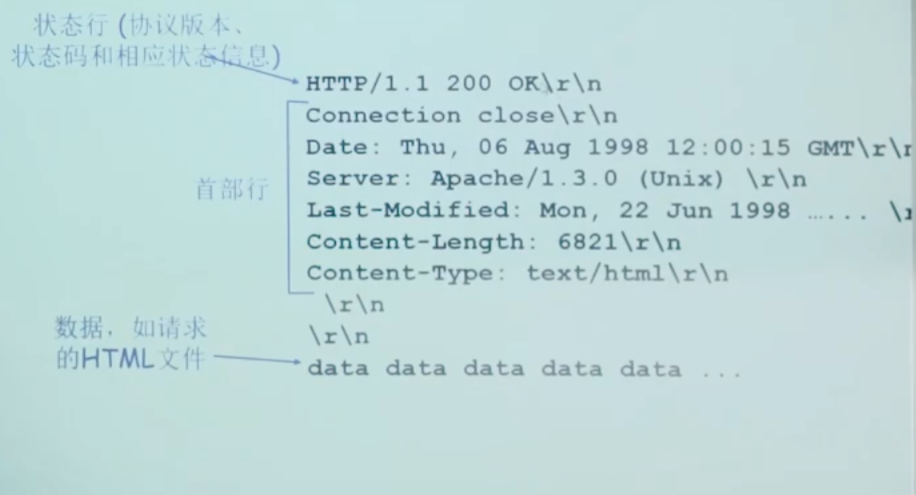 状态行 (协议版本、
状态码和相应状态信息)
HTTP/1.1 200 OK\r\n
Connection close\r\n
Date: Thu, 06 Aug 1998 12:00:15 GMT\r\r
Server: Apache/1.3.0 (Unix) \r\n
首部行
Last-Modified: Mon, 22 Jun 1998 …... \r
Content-Length: 6821\r\n
Content-Type: text/html\r\n
\r\n
\r\n
数据，如请求
的HTML文件
data data data data data ...